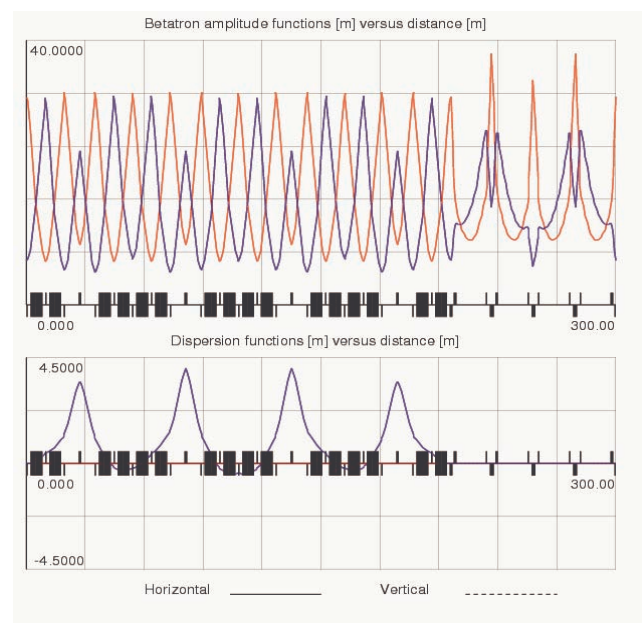 Betatron amplitude functions [m] versus distance [m]
40.0000
0.000 300.00
Dispersion functions [m] versus distance [m]
4.5000
0.000 300.00
-4.5000
Horizontal Vertical